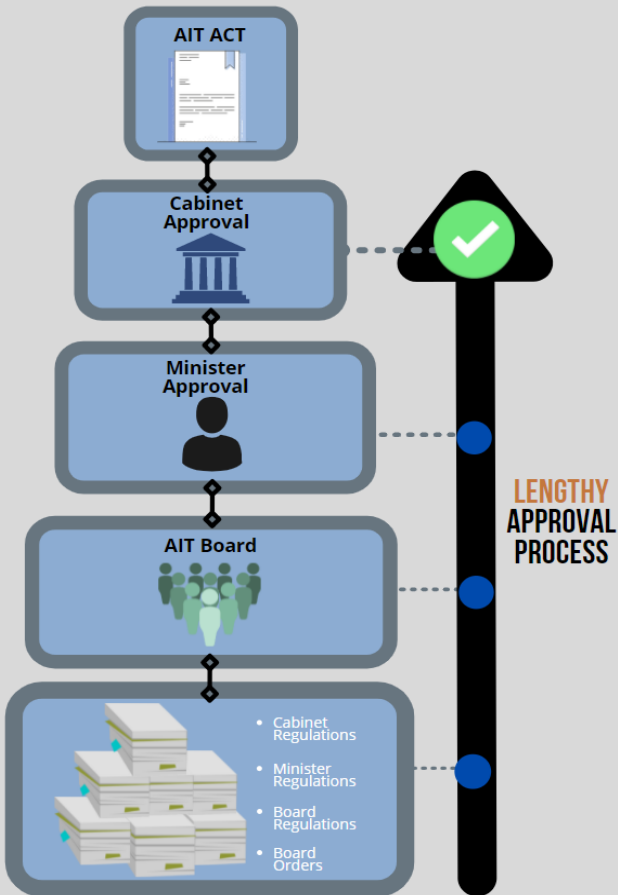 AIT ACT
Cabinet
Approval
Minister
Approval
LENGTHY
APPROVAL
PROCESS
AIT Board
• Cabinet
Regulations
• Minister
Regulations
• Board
Regulations
• Board
Orders